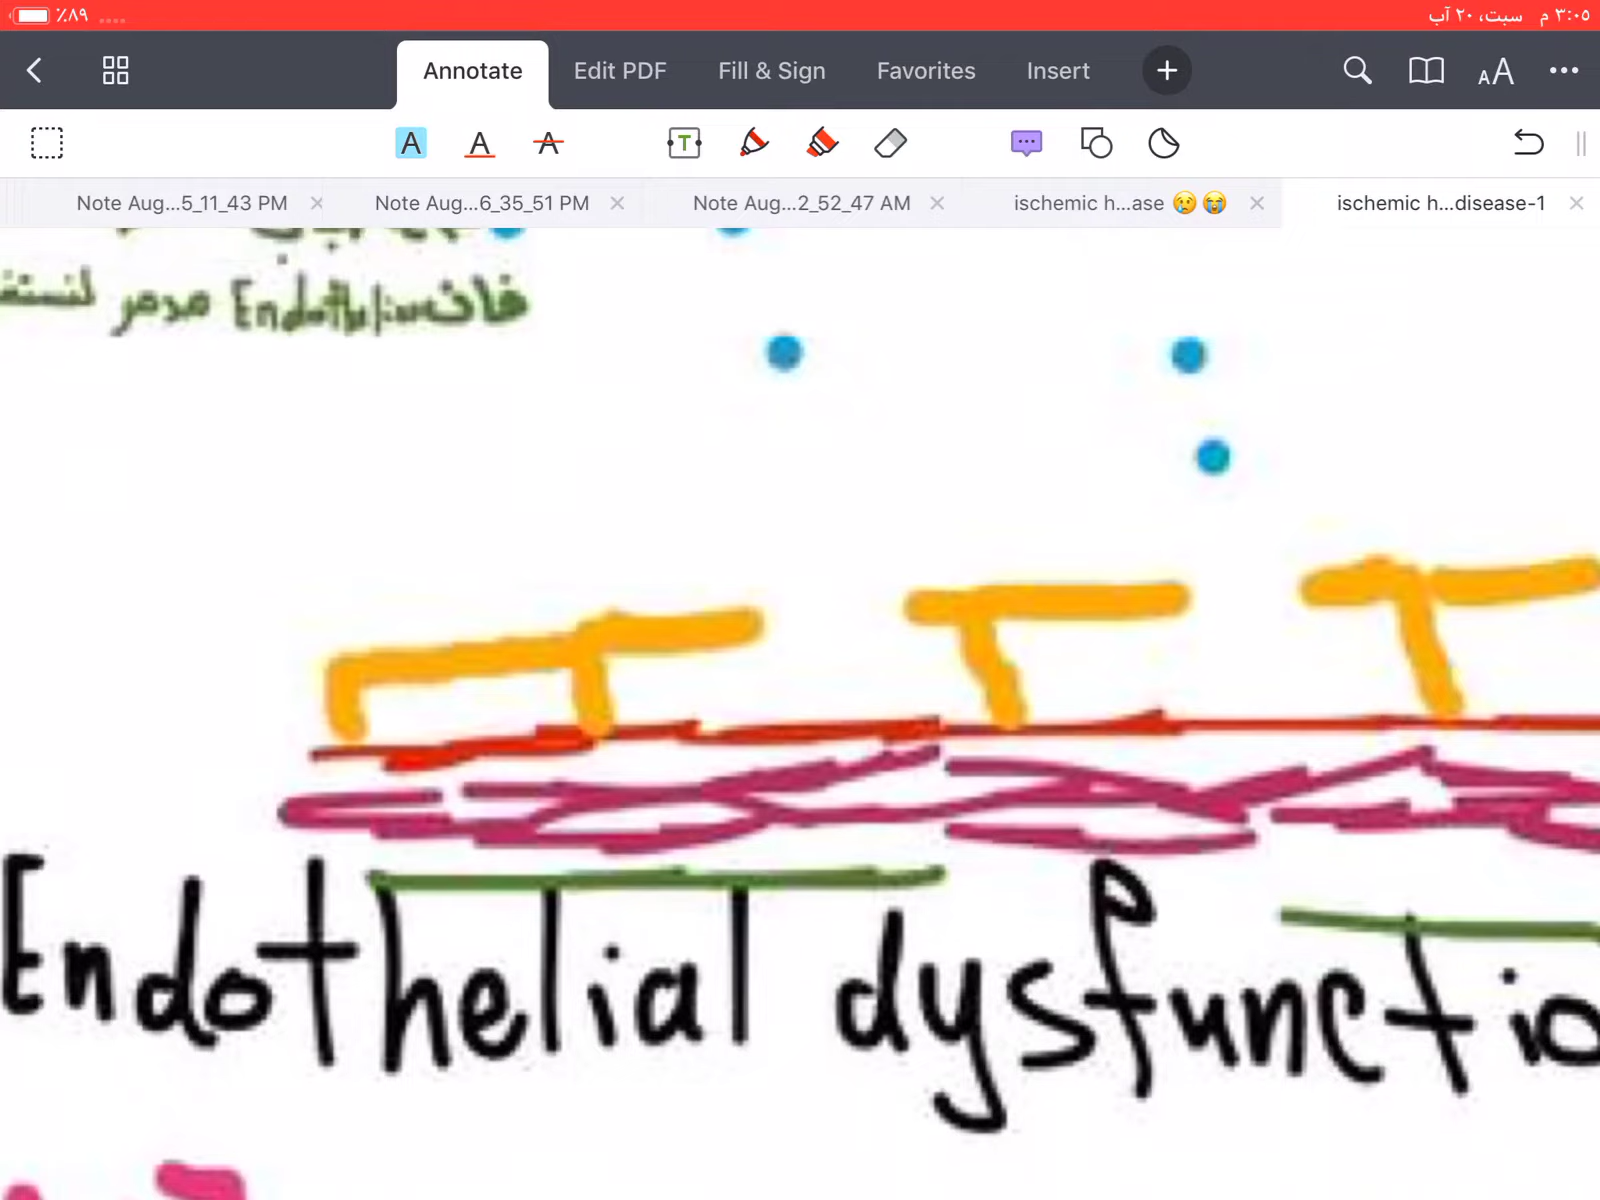 ٪٨٩ سبت، ٢٠ آب ٣:٠٥ م
Annotate Edit PDF Fill & Sign Favorites Insert
Note Aug...5_11_43 PM Note Aug...6_35_51 PM Note Aug...2_52_47 AM ischemic h...ase 😢😭 ischemic h...disease-1
فان Endothelium مدمر
Endothelial dysfunctio